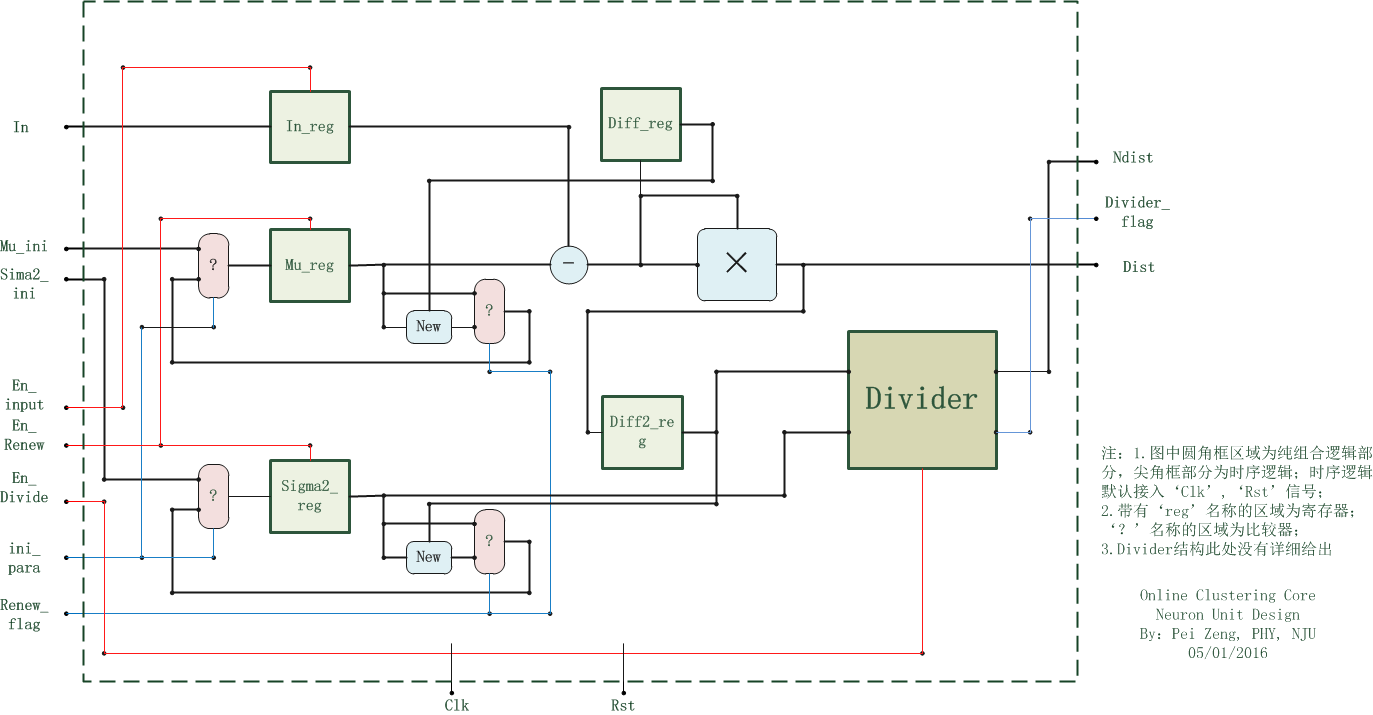 In
In_reg
Diff_reg
Ndist
Divider_
flag
Mu_ini
?
Mu_reg
−
×
Dist
Sima2_
ini
New
?
En_
input
En_
Renew
Diff2_re
g
Divider
En_
Divide
?
Sigma2_
reg
New
?
ini_
para
Renew_
flag
Clk
Rst
注：1.图中圆角框区域为纯组合逻辑部
分，尖角框部分为时序逻辑；时序逻辑
默认接入‘Clk’,‘Rst’信号；
2.带有‘reg’名称的区域为寄存器；
‘？’名称的区域为比较器；
3.Divider结构此处没有详细给出
Online Clustering Core
Neuron Unit Design
By: Pei Zeng, PHY, NJU
05/01/2016